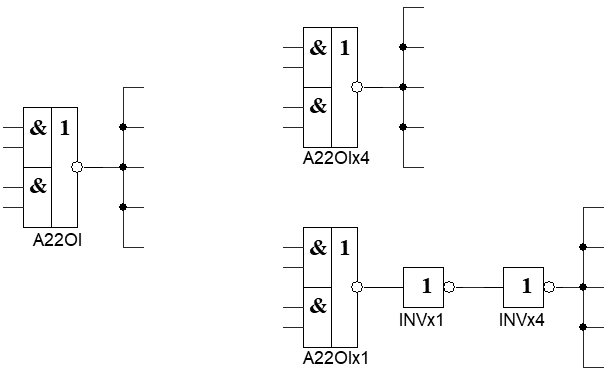 & 1
&
A22OI
& 1
&
A22OIx4
& 1
&
A22OIx1
1
INVx1
1
INVx4